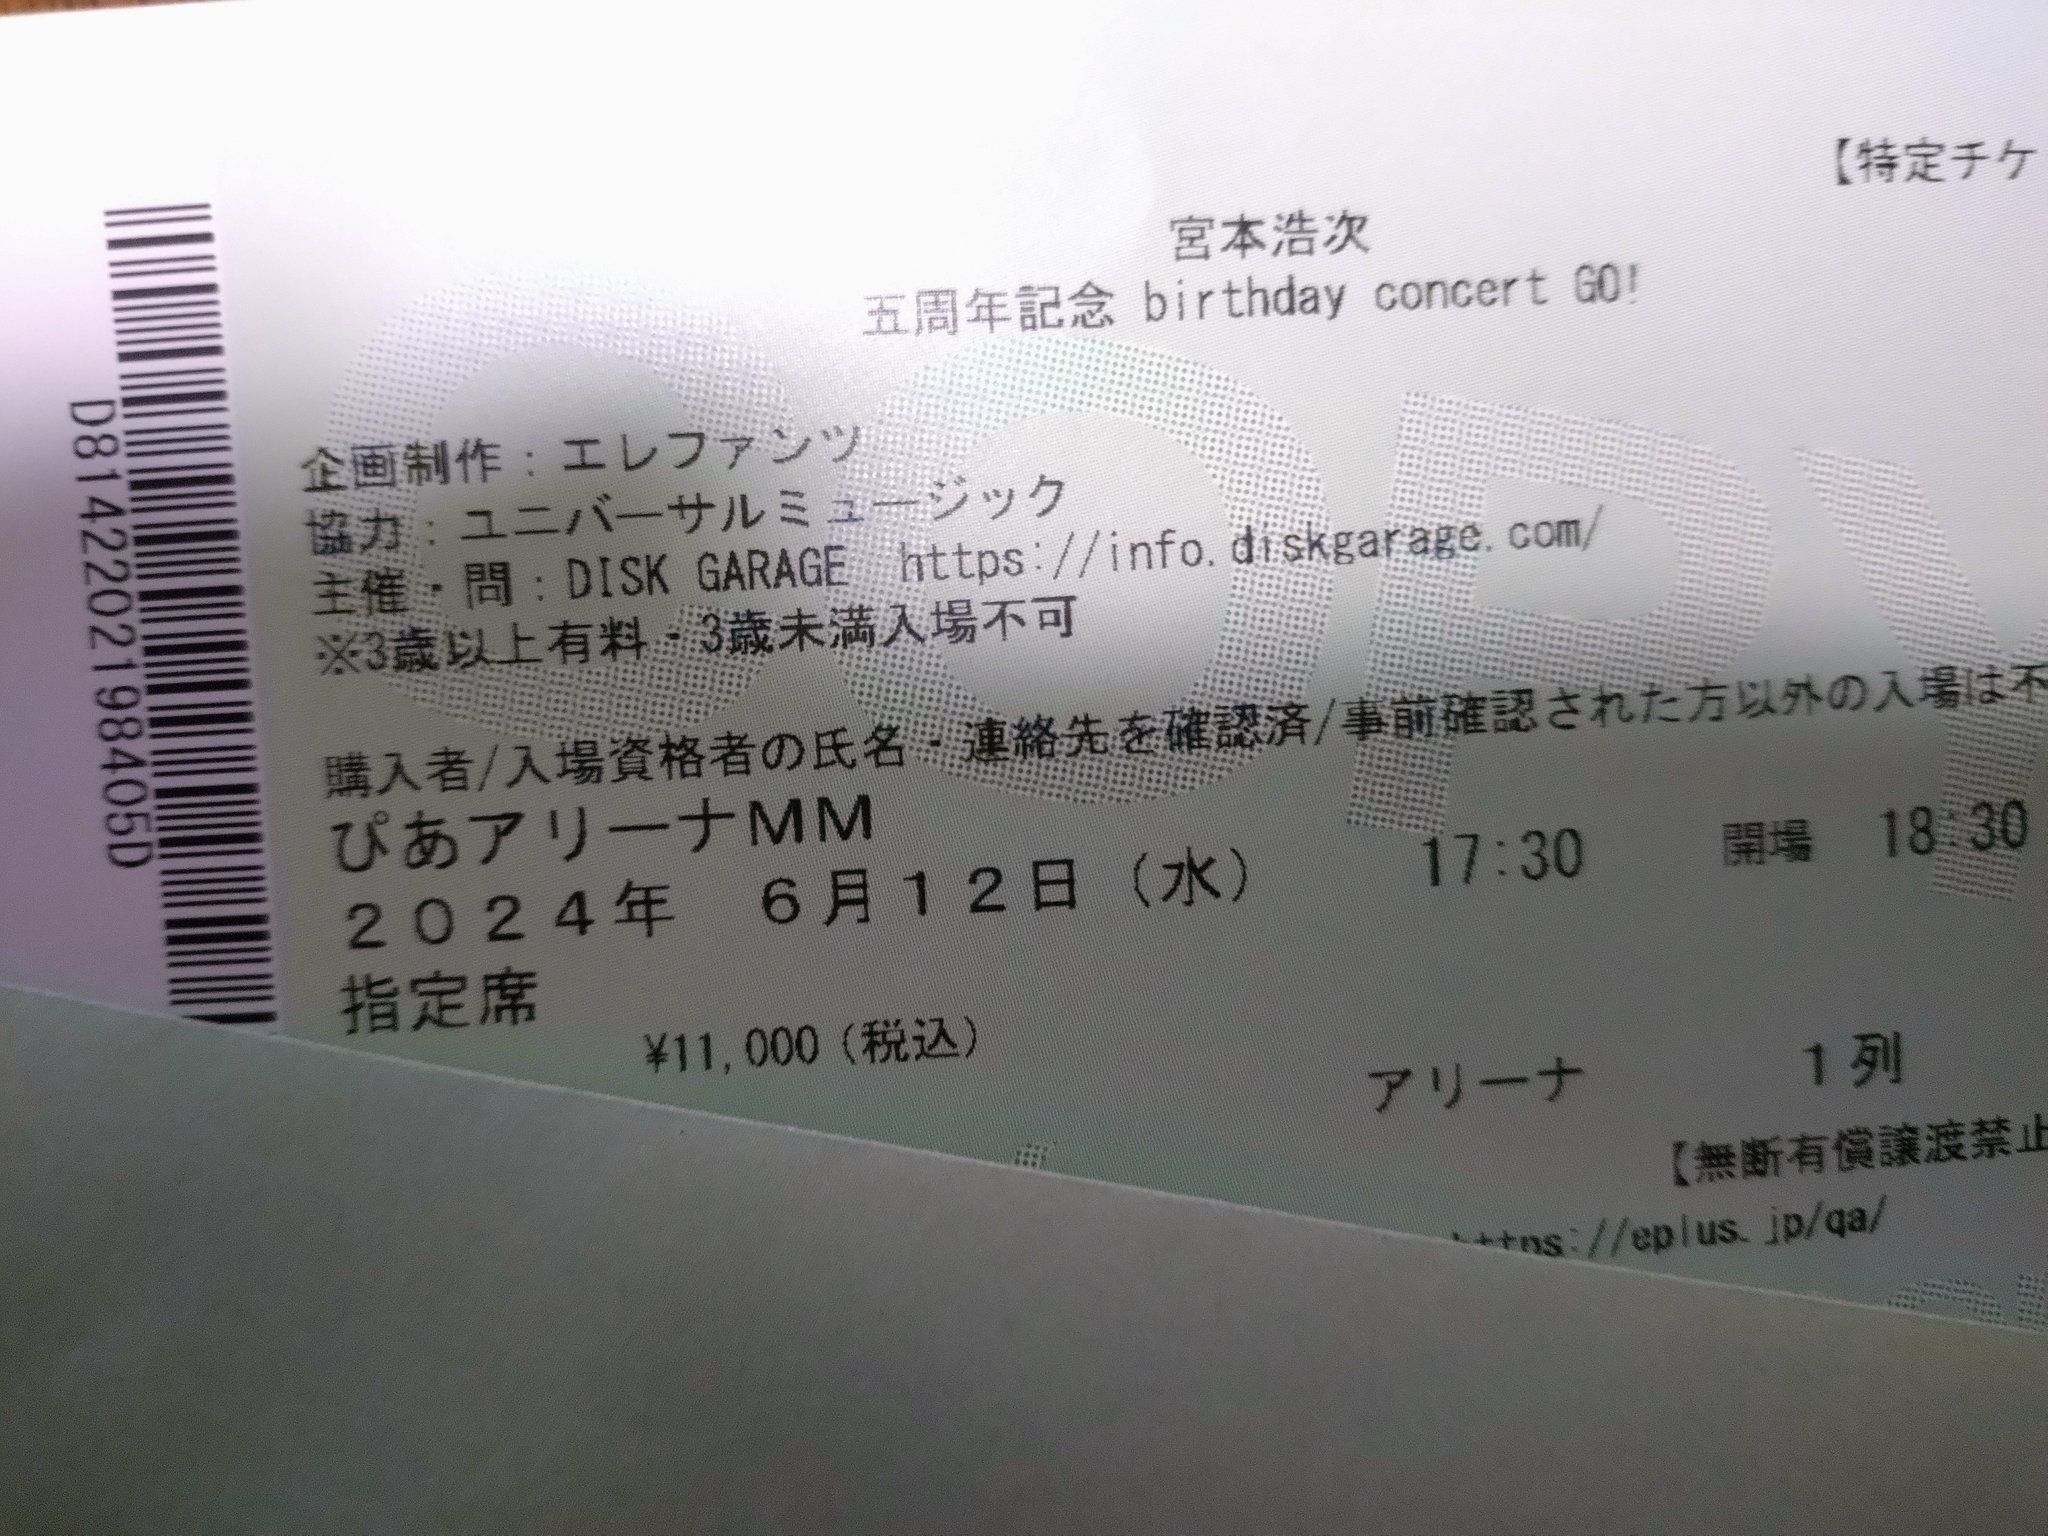 【特定チケ
宮本浩次
五周年記念 birthday concert GO!
企画制作：エレファンツ
協力：ユニバーサルミュージック
主催・問：DISK GARAGE　https://info.diskgarage.com/
※3歳以上有料・3歳未満入場不可
購入者/入場資格者の氏名・連絡先を確認済/事前確認された方以外の入場は不
ぴあアリーナMM
２０２４年　６月１２日（水）　17:30　開場　18:30
指定席
¥11,000（税込）
アリーナ　１列
【無断有償譲渡禁止
https://eplus.jp/qa/
D814220219 8405D
COPY